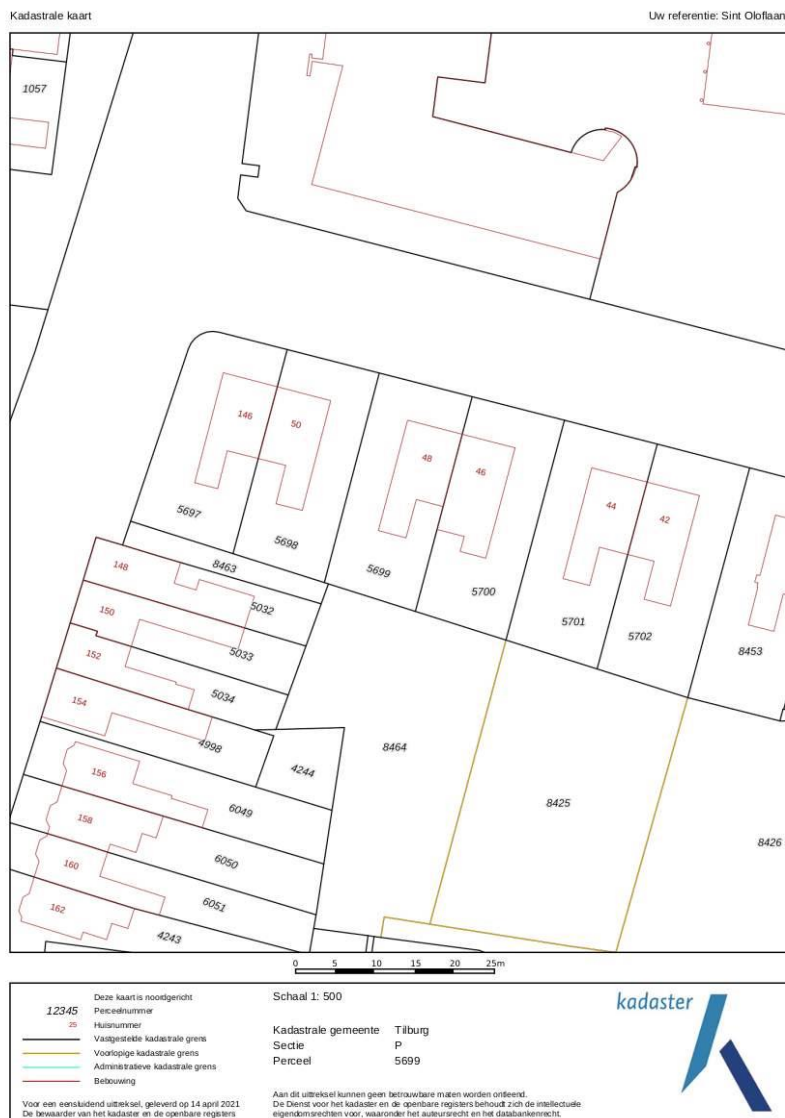 Kadastrale kaart
Uw referentie: Sint Oloflaan
1057
146
50
48
46
44
42
5697
5698
5699
5700
5701
5702
8453
148
8463
5032
150
5033
152
5034
154
4998
4244
8464
8425
8426
156
6049
158
6050
160
6051
162
4243
0 5 10 15 20 25m
Deze kaart is noordgericht
12345 Perceelnummer
25 Huisnummer
Vastgestelde kadastrale grens
Voorlopige kadastrale grens
Administratieve kadastrale grens
Bebouwing
Voor een eensluidend uittreksel, geleverd op 14 april 2021
De bewaarder van het kadaster en de openbare registers
Schaal 1: 500
Kadastrale gemeente Tilburg
Sectie P
Perceel 5699
Aan dit uittreksel kunnen geen betrouwbare maten worden ontleend.
De Dienst voor het kadaster en de openbare registers behoudt zich de intellectuele
eigendomsrechten voor, waaronder het auteursrecht en het databankenrecht.
kadaster